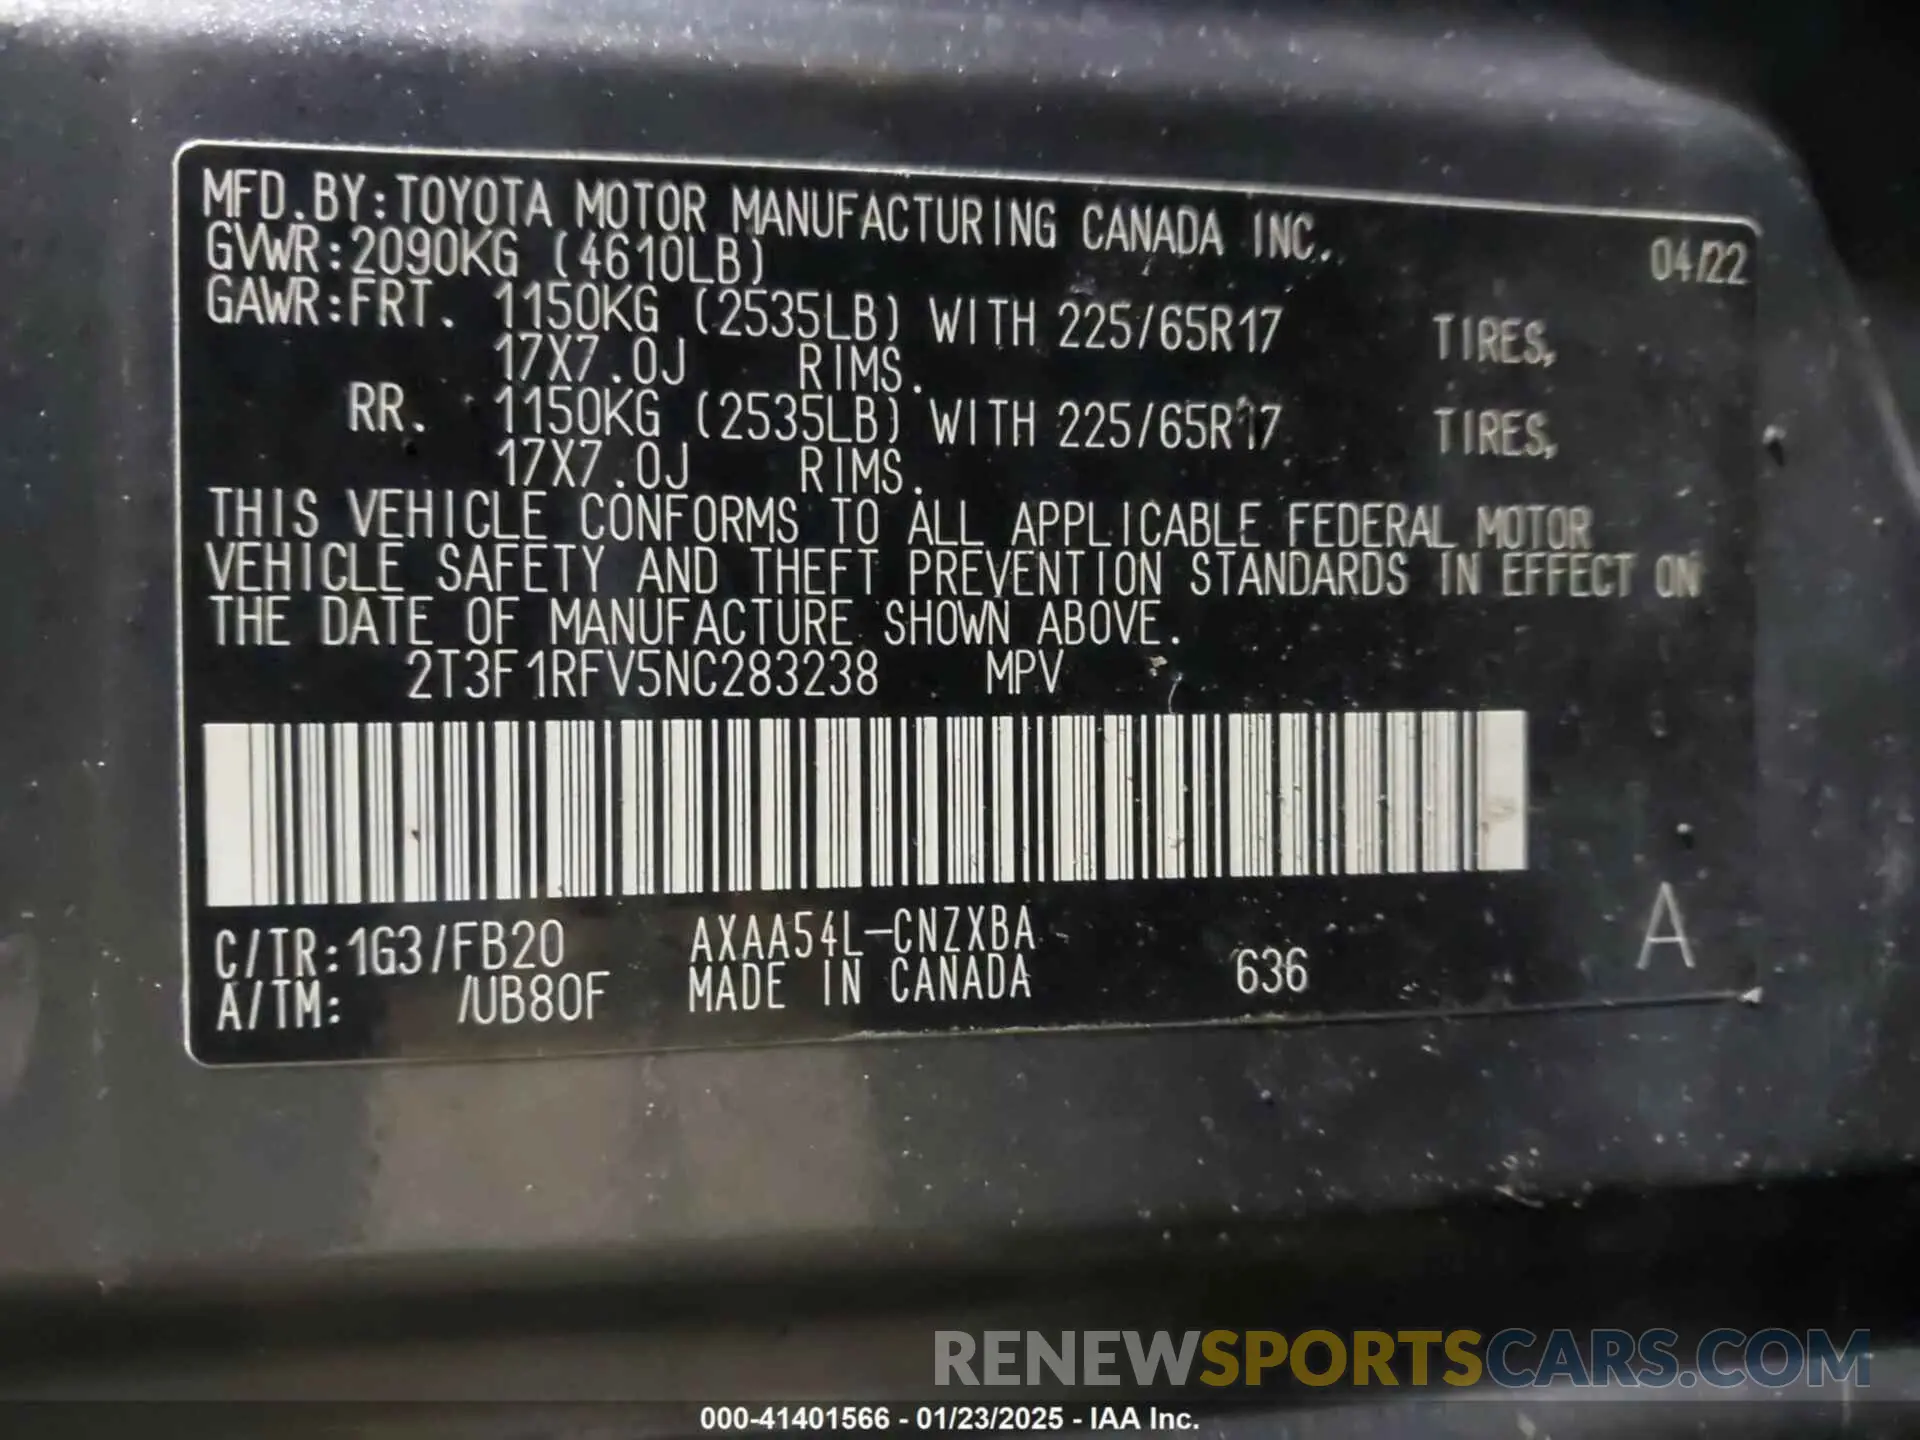 MFD.BY:TOYOTA MOTOR MANUFACTURING CANADA INC. 04/22
GVWR:2090KG (4610LB)
GAWR:FRT. 1150KG (2535LB) WITH 225/65R17 TIRES,
17X7.0J RIMS.
RR. 1150KG (2535LB) WITH 225/65R17 TIRES,
17X7.0J RIMS.
THIS VEHICLE CONFORMS TO ALL APPLICABLE FEDERAL MOTOR
VEHICLE SAFETY AND THEFT PREVENTION STANDARDS IN EFFECT ON
THE DATE OF MANUFACTURE SHOWN ABOVE.
2T3F1RFV5NC283238 MPV
C/TR:1G3/FB20 AXAA54L-CNZXBA
A/TM: /UB80F MADE IN CANADA 636 A
RENEWSPORTSCARS.COM
000-41401566 - 01/23/2025 - IAA Inc.